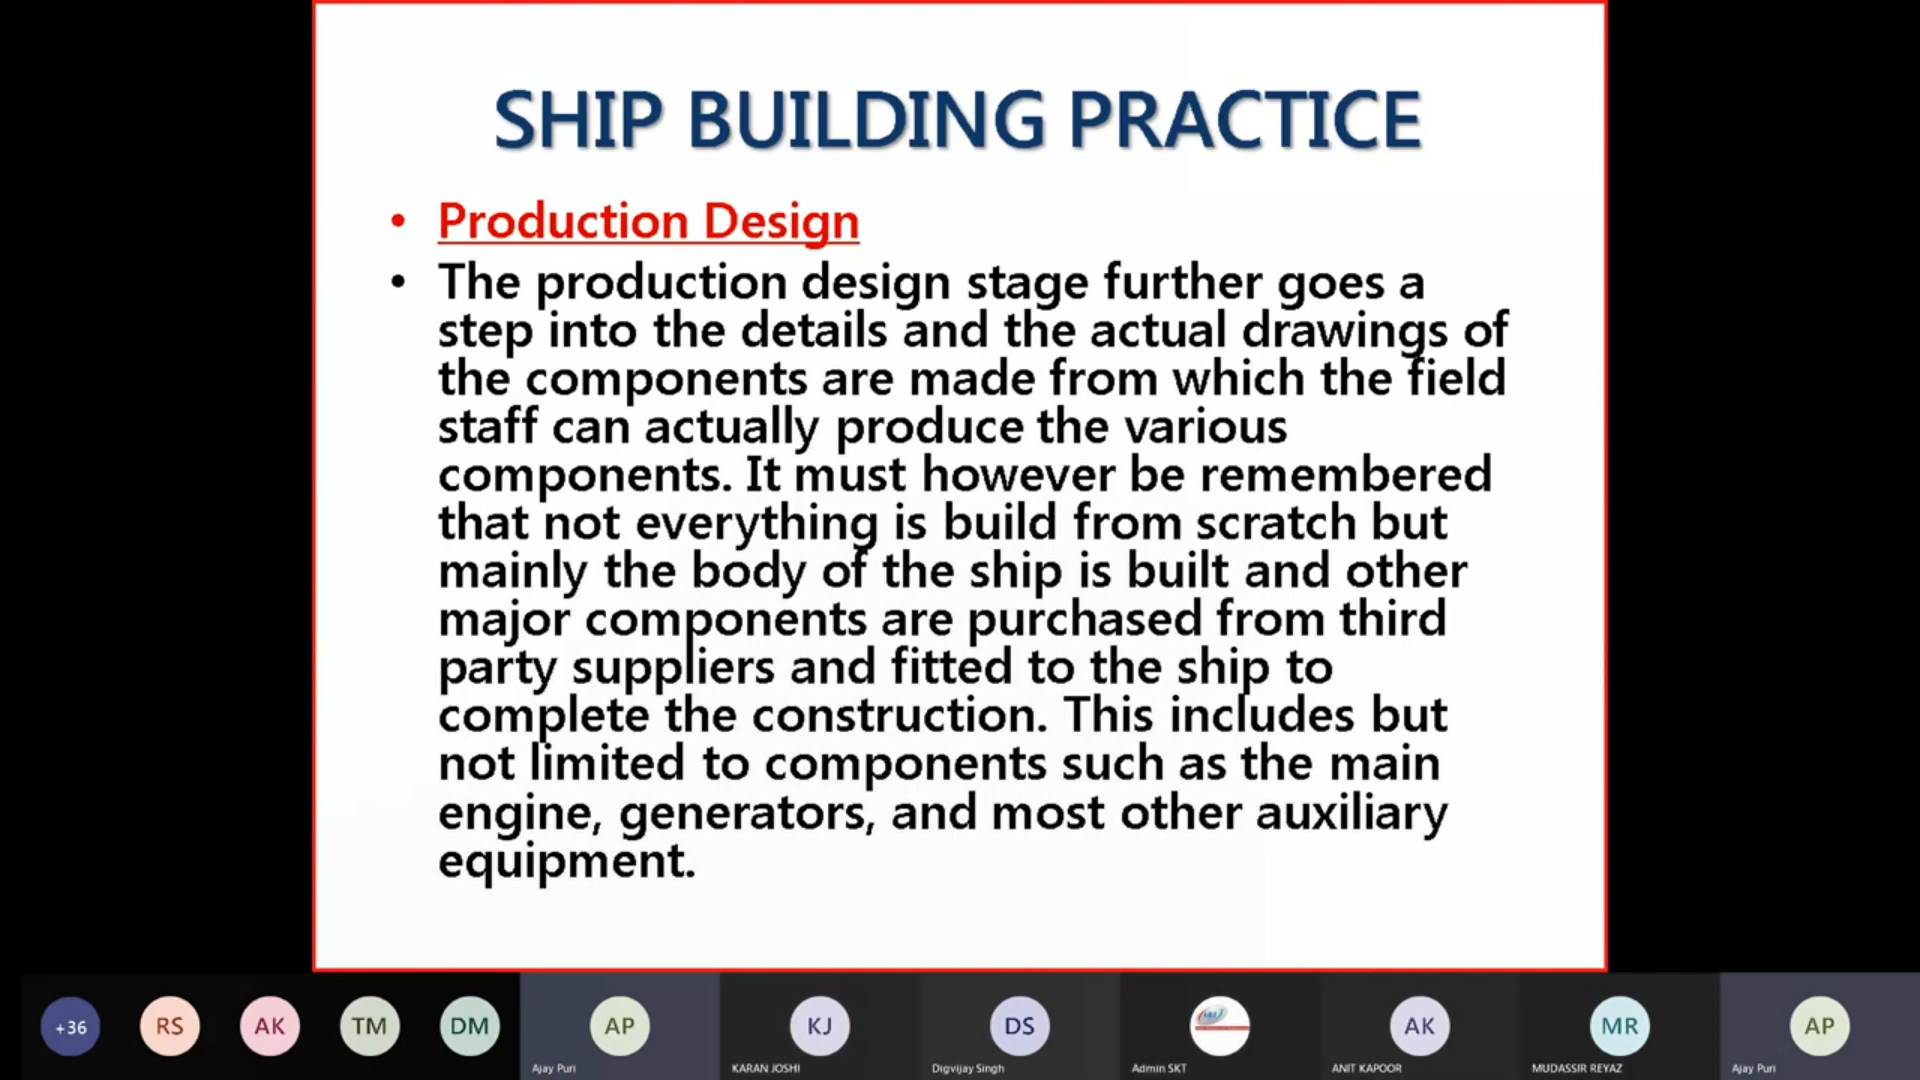 SHIP BUILDING PRACTICE
• Production Design
• The production design stage further goes a
step into the details and the actual drawings of
the components are made from which the field
staff can actually produce the various
components. It must however be remembered
that not everything is build from scratch but
mainly the body of the ship is built and other
major components are purchased from third
party suppliers and fitted to the ship to
complete the construction. This includes but
not limited to components such as the main
engine, generators, and most other auxiliary
equipment.
+36 RS AK TM DM AP KJ DS AK MR AP
Ajay Puri KARAN JOSHI Digvijay Singh Admin SKT ANIT KAPOOR MUDASSIR REYAZ Ajay Puri